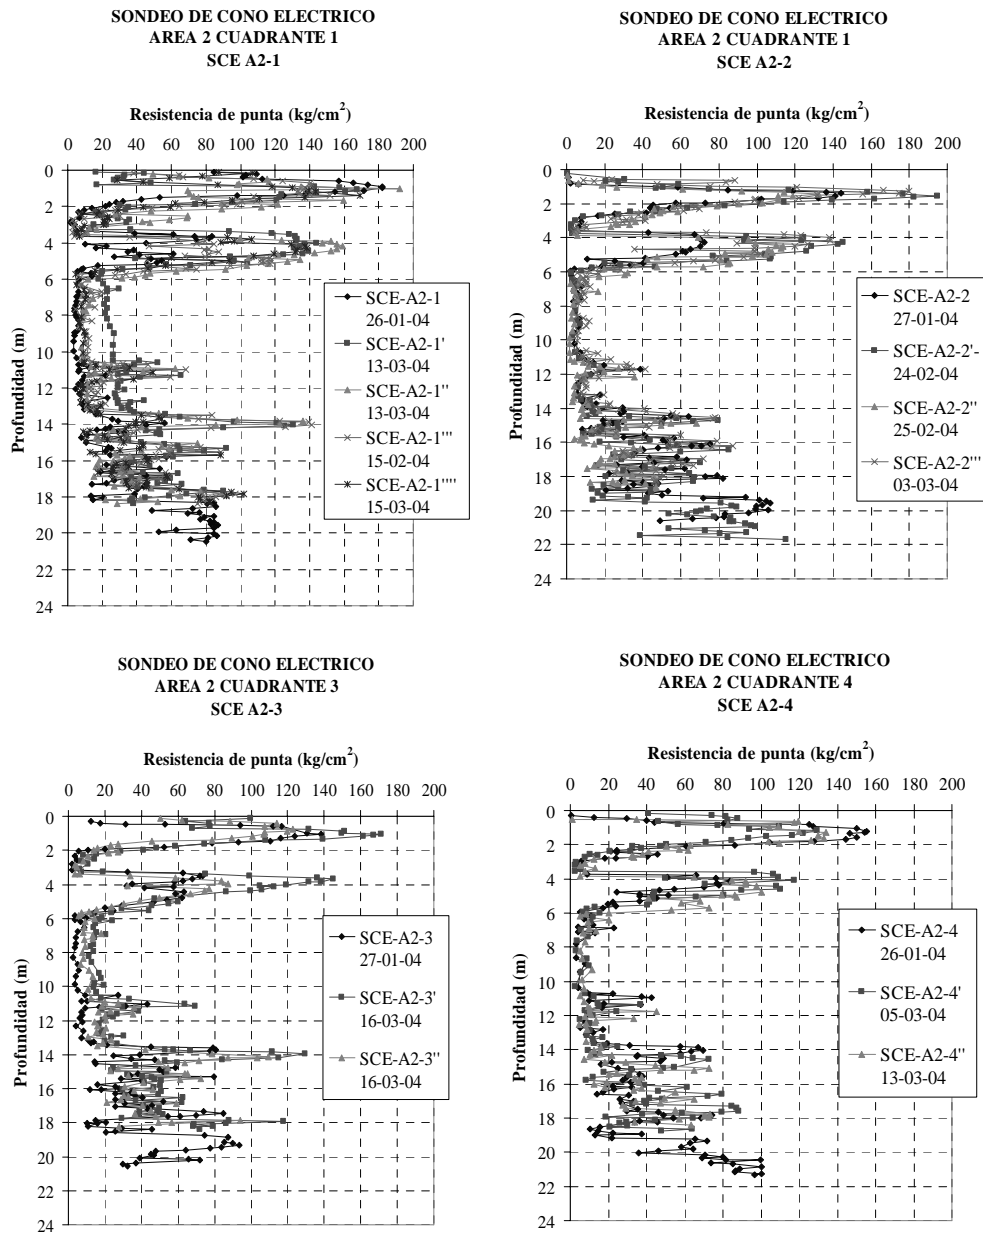 SONDEO DE CONO ELECTRICO
AREA 2 CUADRANTE 1
SCE A2-1
Resistencia de punta (kg/cm²)
0 20 40 60 80 100 120 140 160 180 200
Profundidad (m)
0
2
4
6
8
10
12
14
16
18
20
22
24
SCE-A2-1
26-01-04
SCE-A2-1'
13-03-04
SCE-A2-1''
13-03-04
SCE-A2-1'''
15-02-04
SCE-A2-1''''
15-03-04
SONDEO DE CONO ELECTRICO
AREA 2 CUADRANTE 1
SCE A2-2
Resistencia de punta (kg/cm²)
0 20 40 60 80 100 120 140 160 180 200
Profundidad (m)
0
2
4
6
8
10
12
14
16
18
20
22
24
SCE-A2-2
27-01-04
SCE-A2-2'-
24-02-04
SCE-A2-2''
25-02-04
SCE-A2-2'''
03-03-04
SONDEO DE CONO ELECTRICO
AREA 2 CUADRANTE 3
SCE A2-3
Resistencia de punta (kg/cm²)
0 20 40 60 80 100 120 140 160 180 200
Profundidad (m)
0
2
4
6
8
10
12
14
16
18
20
22
24
SCE-A2-3
27-01-04
SCE-A2-3'
16-03-04
SCE-A2-3''
16-03-04
SONDEO DE CONO ELECTRICO
AREA 2 CUADRANTE 4
SCE A2-4
Resistencia de punta (kg/cm²)
0 20 40 60 80 100 120 140 160 180 200
Profundidad (m)
0
2
4
6
8
10
12
14
16
18
20
22
24
SCE-A2-4
26-01-04
SCE-A2-4'
05-03-04
SCE-A2-4''
13-03-04